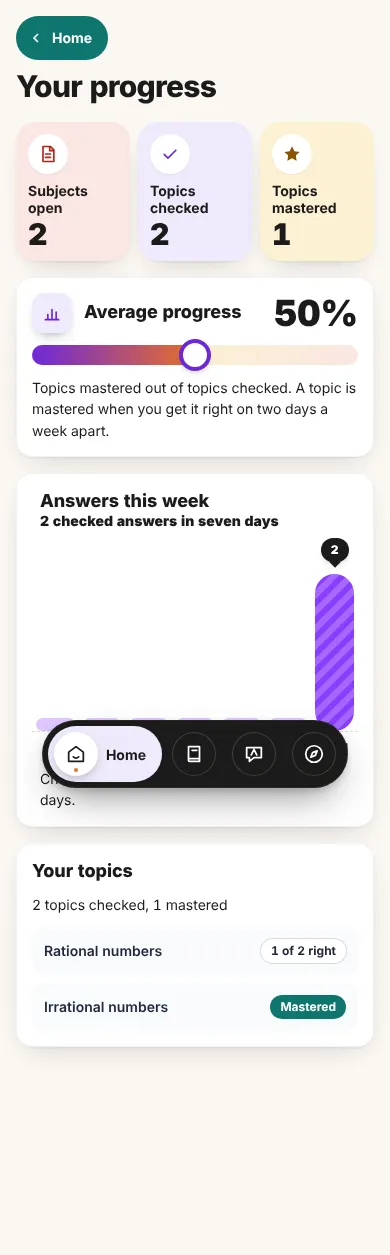 Home
Your progress
Subjects open
2
Topics checked
2
Topics mastered
1
Average progress
50%
Topics mastered out of topics checked. A topic is
mastered when you get it right on two days a
week apart.
Answers this week
2 checked answers in seven days
2
Home
days.
Your topics
2 topics checked, 1 mastered
Rational numbers
1 of 2 right
Irrational numbers
Mastered